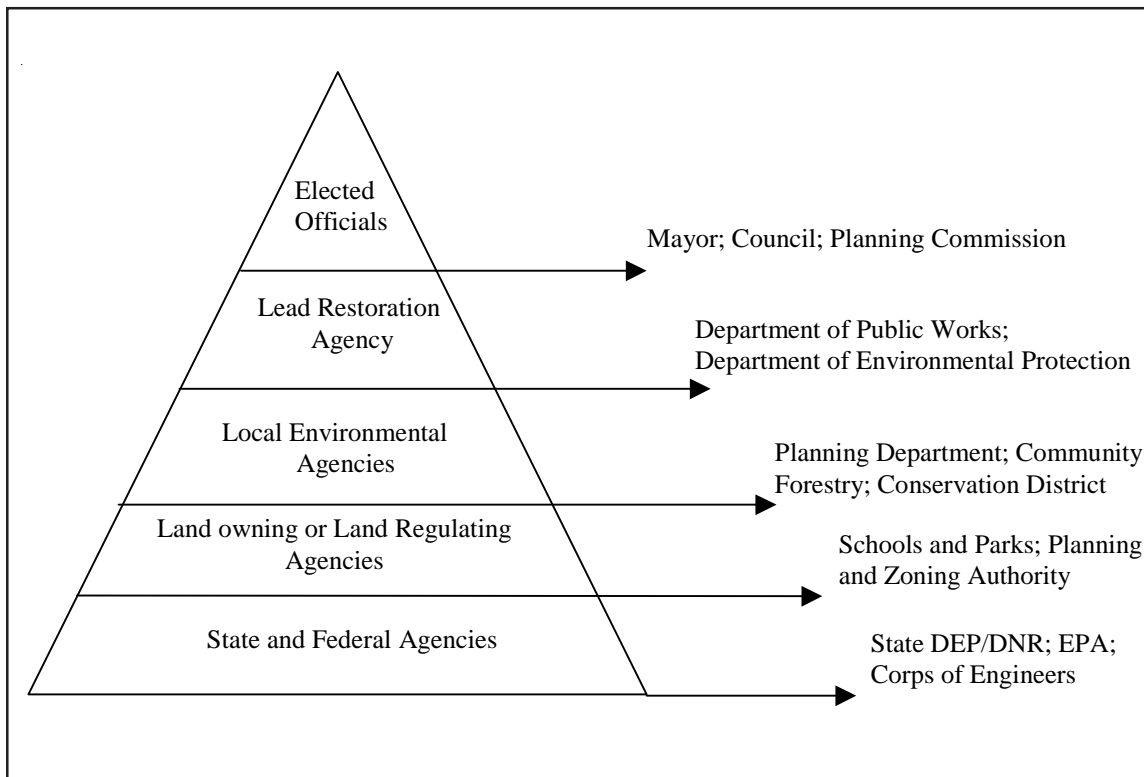 Elected
Officials
Mayor; Council; Planning Commission
Lead Restoration
Agency
Department of Public Works;
Department of Environmental Protection
Local Environmental
Agencies
Planning Department; Community
Forestry; Conservation District
Land owning or Land Regulating
Agencies
Schools and Parks; Planning
and Zoning Authority
State and Federal Agencies
State DEP/DNR; EPA;
Corps of Engineers